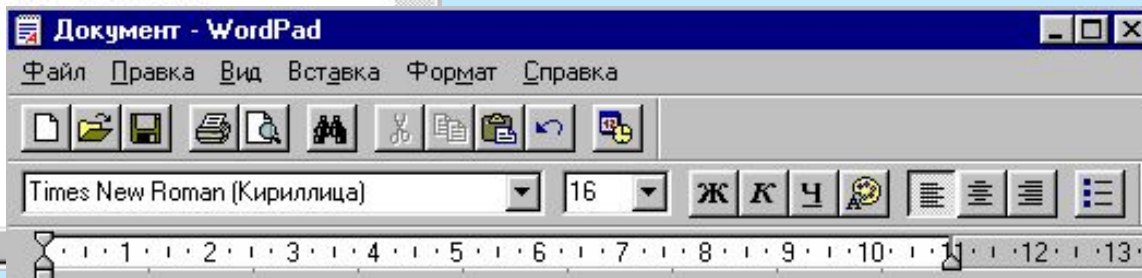 Документ - WordPad
Файл Правка Вид Вставка Формат Справка
12
Times New Roman (Кириллица) 16 Ж К Ч А
1 2 3 4 5 6 7 8 9 10 11 12 13